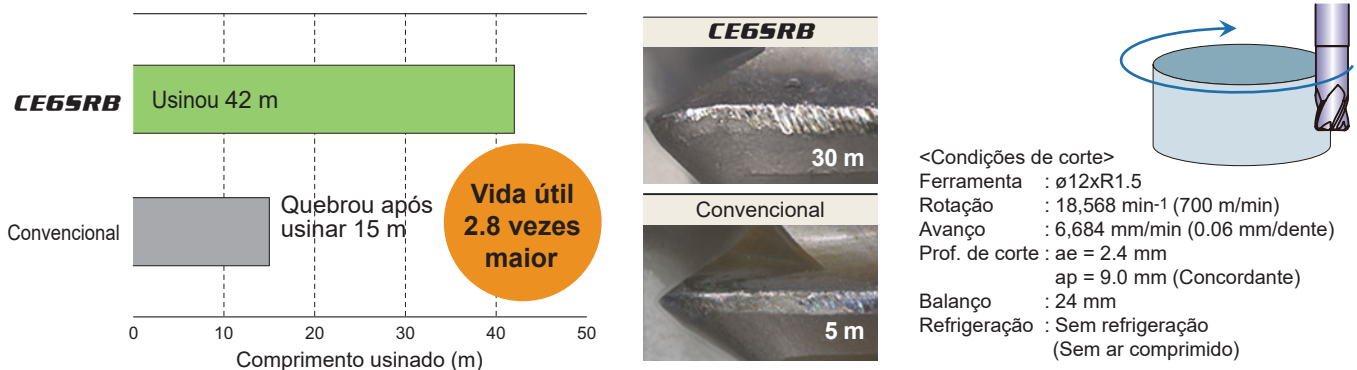 CE6SRB
Usinou 42 m
Convencional
Quebrou após
usinar 15 m
Vida útil
2.8 vezes
maior
0 10 20 30 40 50
Comprimento usinado (m)
CE6SRB
30 m
Convencional
5 m
<Condições de corte>
Ferramenta : ø12xR1.5
Rotação : 18,568 min-1 (700 m/min)
Avanço : 6,684 mm/min (0.06 mm/dente)
Prof. de corte : ae = 2.4 mm
ap = 9.0 mm (Concordante)
Balanço : 24 mm
Refrigeração : Sem refrigeração
(Sem ar comprimido)